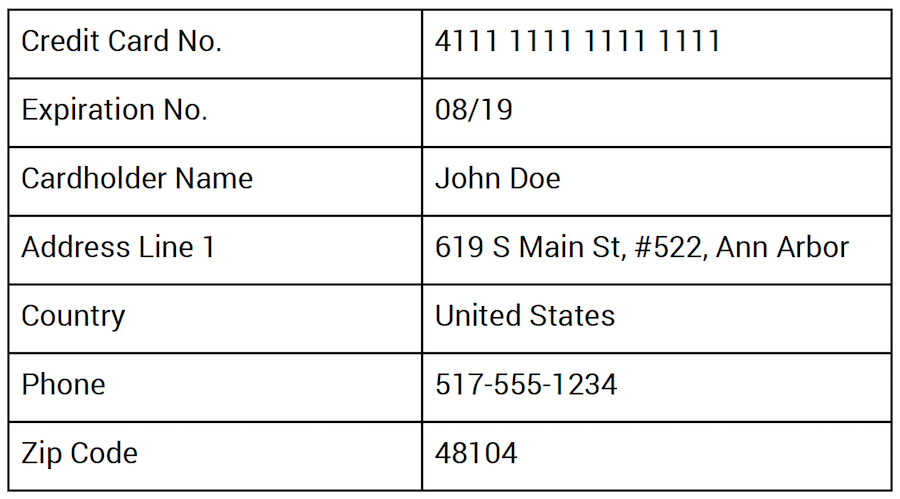 Credit Card No. 4111 1111 1111 1111
Expiration No. 08/19
Cardholder Name John Doe
Address Line 1 619 S Main St, #522, Ann Arbor
Country United States
Phone 517-555-1234
Zip Code 48104